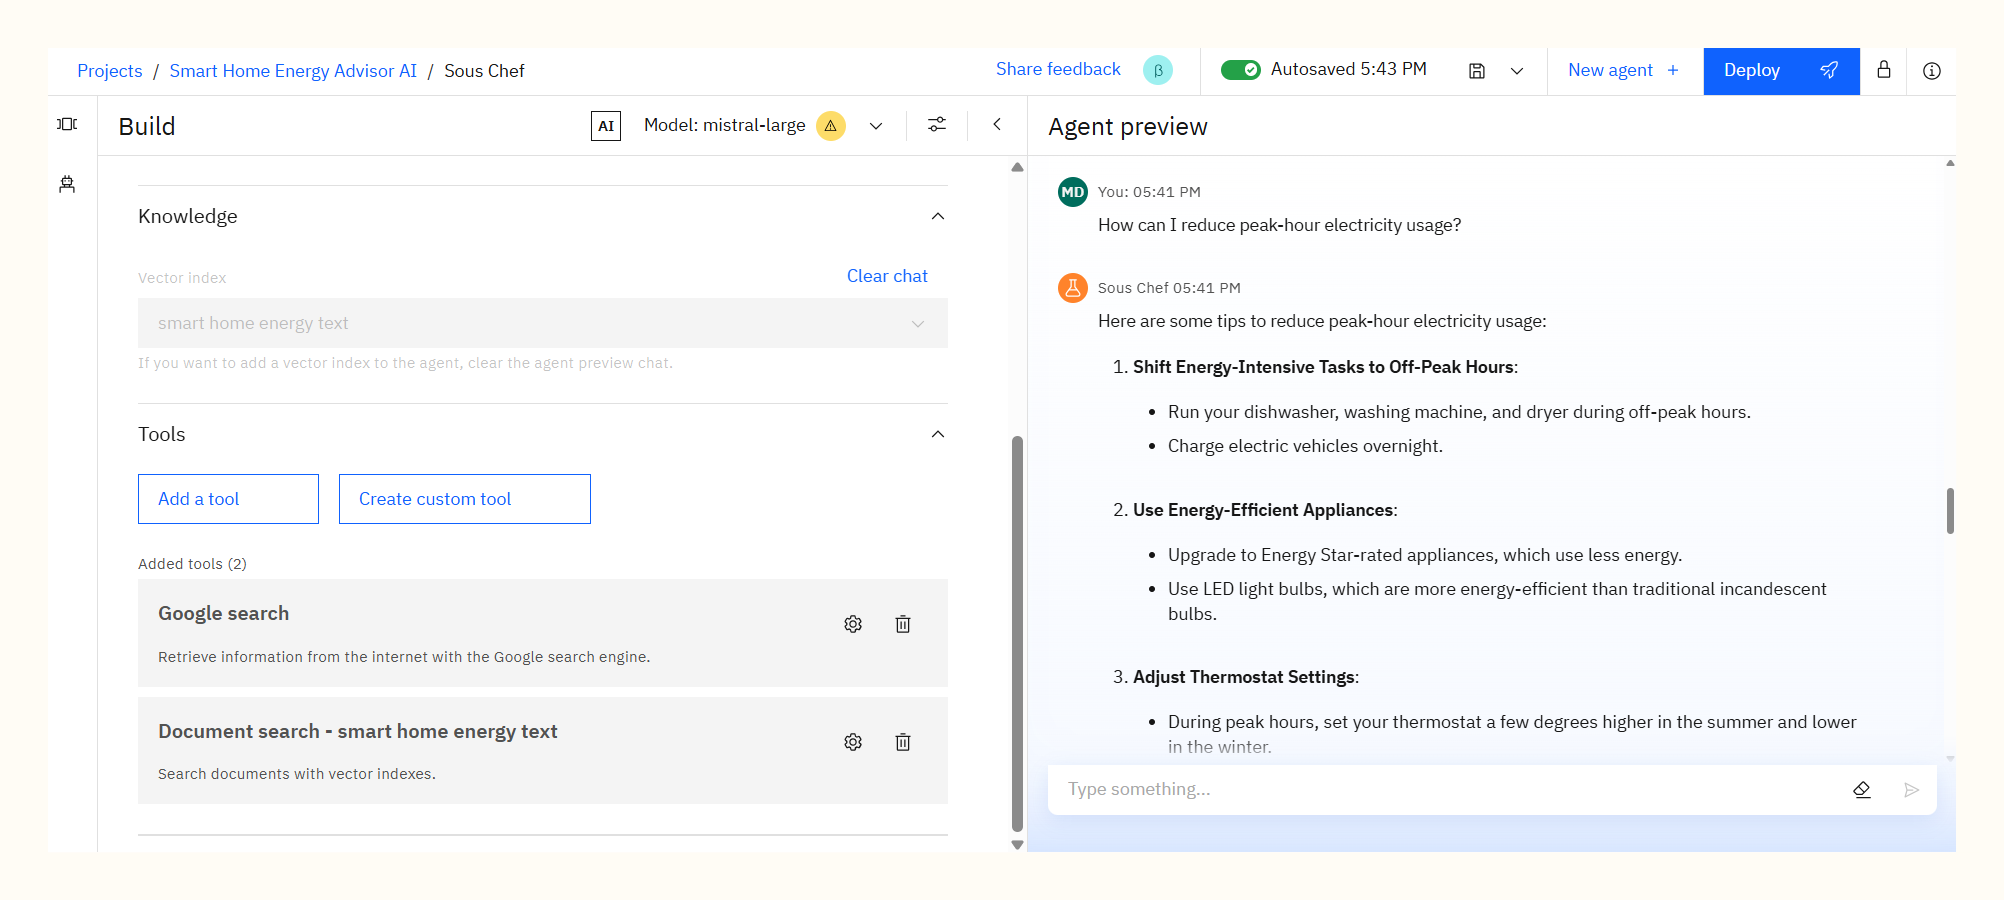 Projects / Smart Home Energy Advisor AI / Sous Chef
Share feedback β
Autosaved 5:43 PM
New agent +
Deploy
Build
AI Model: mistral-large
Knowledge
Vector index
Clear chat
smart home energy text
If you want to add a vector index to the agent, clear the agent preview chat.
Tools
Add a tool
Create custom tool
Added tools (2)
Google search
Retrieve information from the internet with the Google search engine.
Document search - smart home energy text
Search documents with vector indexes.
Agent preview
MD You: 05:41 PM
How can I reduce peak-hour electricity usage?
Sous Chef 05:41 PM
Here are some tips to reduce peak-hour electricity usage:
1. Shift Energy-Intensive Tasks to Off-Peak Hours:
• Run your dishwasher, washing machine, and dryer during off-peak hours.
• Charge electric vehicles overnight.
2. Use Energy-Efficient Appliances:
• Upgrade to Energy Star-rated appliances, which use less energy.
• Use LED light bulbs, which are more energy-efficient than traditional incandescent
bulbs.
3. Adjust Thermostat Settings:
• During peak hours, set your thermostat a few degrees higher in the summer and lower
in the winter.
Type something...